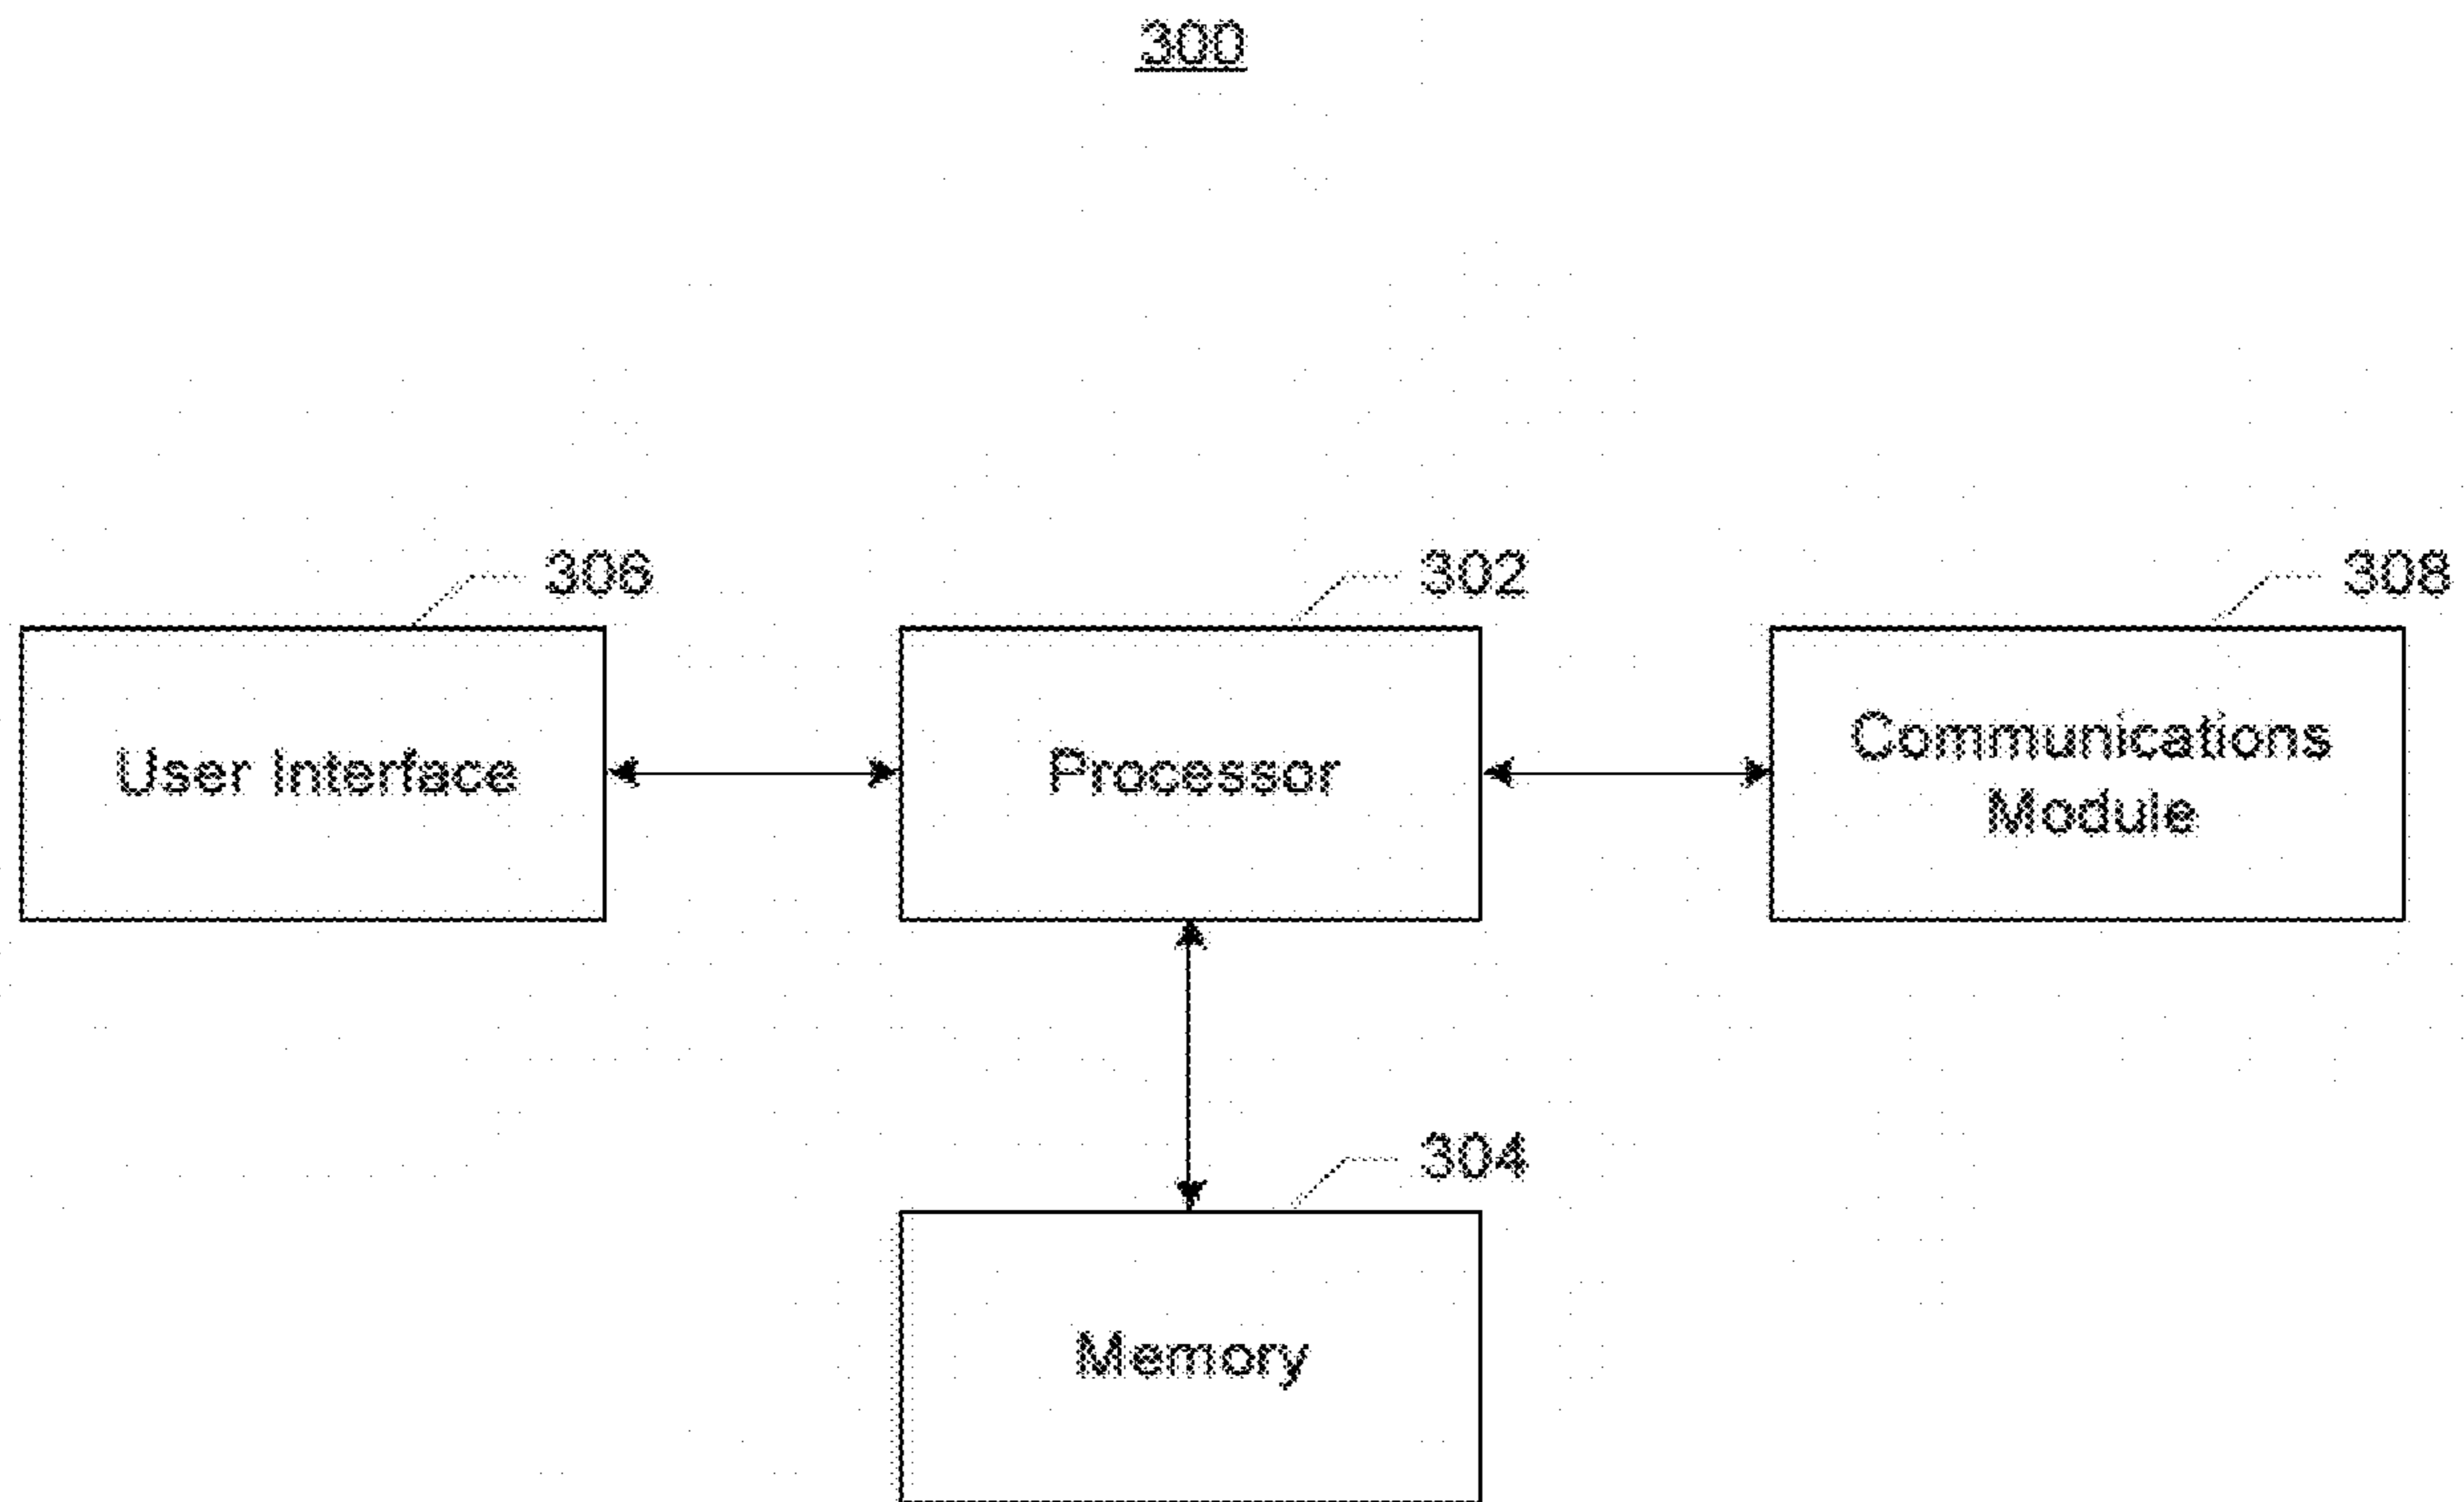 300
306
302
308
User Interface
Processor
Communications
Module
304
Memory